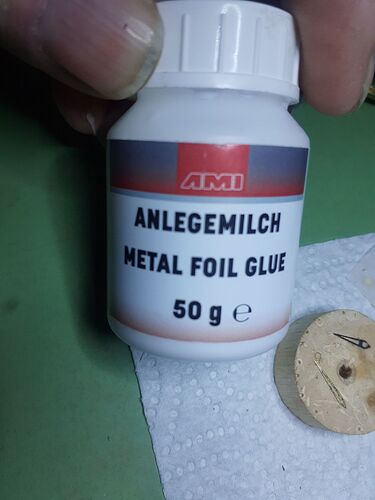 AMI
ANLEGEMILCH
METAL FOIL GLUE
50 g ℮